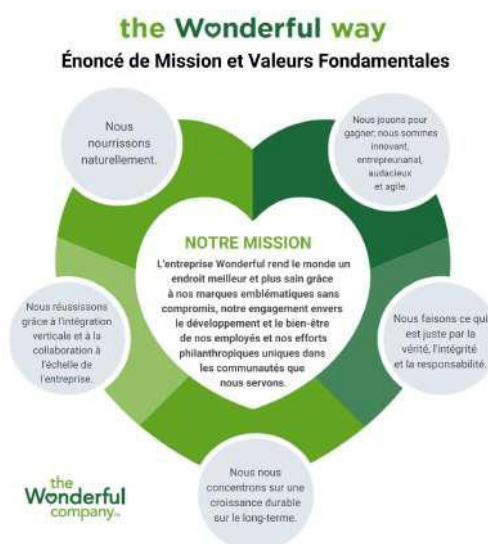 the Wonderful way
Énoncé de Mission et Valeurs Fondamentales
Nous
nourrissons
naturellement.
Nous jouons pour
gagner; nous sommes
innovant,
entrepreunarial,
audacieux
et agile.
NOTRE MISSION
L'entreprise Wonderful rend le monde un
endroit meilleur et plus sain grâce
à nos marques emblématiques sans
compromis, notre engagement envers
le développement et le bien-être
de nos employés et nos efforts
philanthropiques uniques dans
les communautés que
nous servons.
Nous réussissons
grâce à l'intégration
verticale et à la
collaboration à
l'échelle de
l'entreprise.
Nous faisons ce qui
est juste par la
vérité, l'intégrité
et la responsabilité.
Nous nous
concentrons sur une
croissance durable
sur le long-terme.
the
Wonderful
company